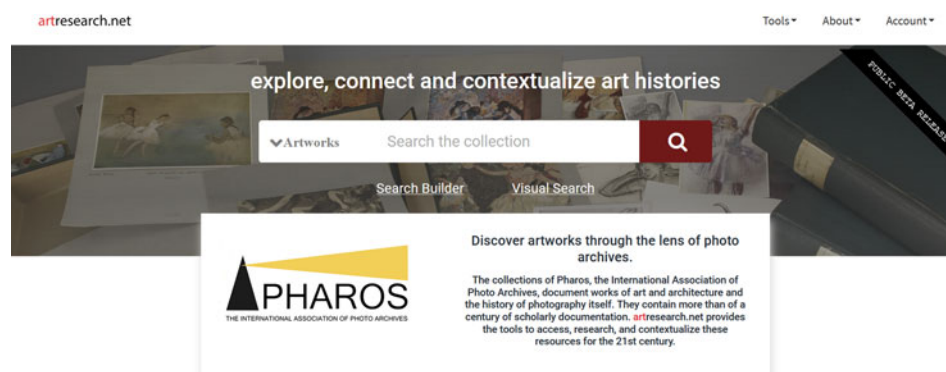 artresearch.net
Tools
About
Account
PUBLIC BETA RELEASE
explore, connect and contextualize art histories
Artworks
Search the collection
Search Builder
Visual Search
PHAROS
THE INTERNATIONAL ASSOCIATION OF PHOTO ARCHIVES
Discover artworks through the lens of photo
archives.
The collections of Pharos, the International Association of
Photo Archives, document works of art and architecture and
the history of photography itself. They contain more than of a
century of scholarly documentation. artresearch.net provides
the tools to access, research, and contextualize these
resources for the 21st century.